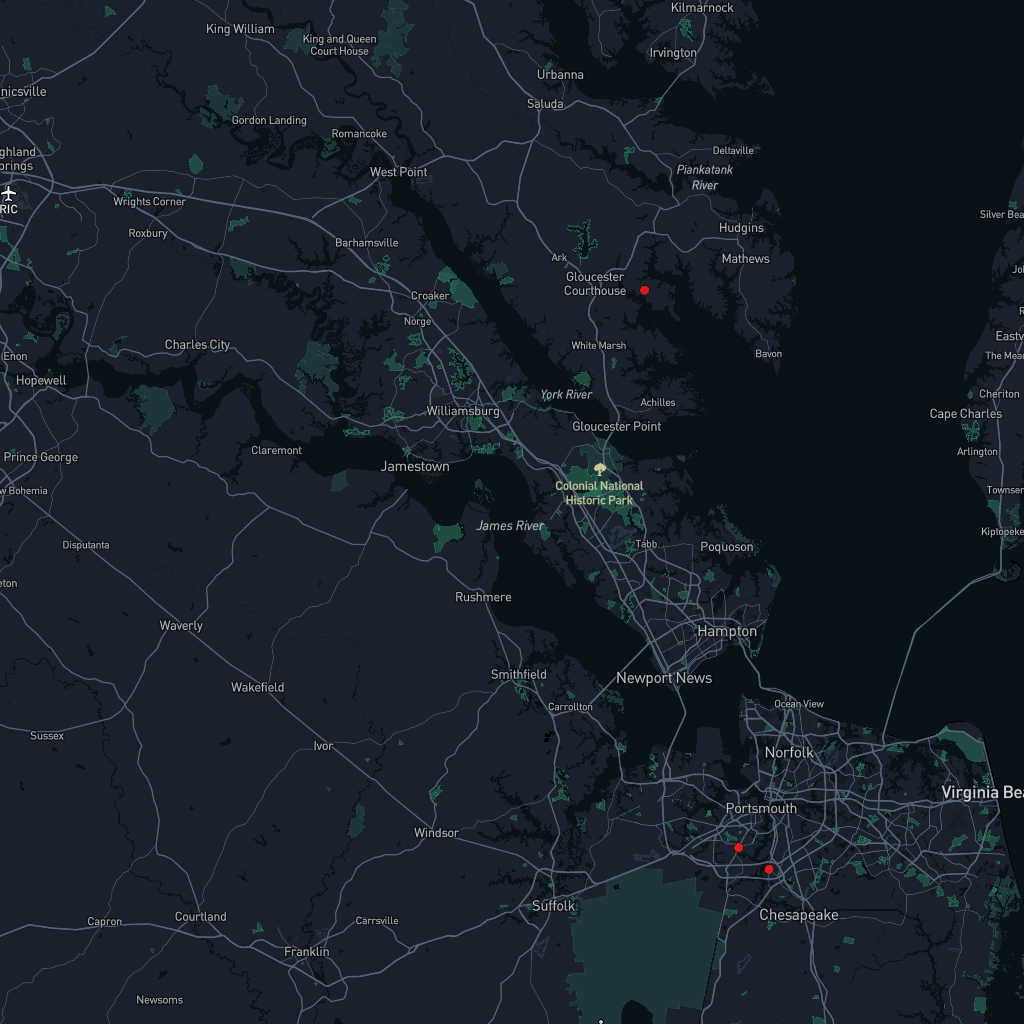 Kilmarnock
King William
King and Queen
Court House
Irvington
Urbanna
nicsville
Saluda
Gordon Landing
Romancoke
ghland
prings
Deltaville
West Point
Piankatank
River
RIC
Wrights Corner
Silver Bea
Roxbury
Hudgins
Barhamsville
Mathews
Ark
Gloucester
Courthouse
Joh
Croaker
Norge
Charles City
White Marsh
Eastv
Enon
Bavon
The Mea
Hopewell
York River
Cheriton
Achilles
Williamsburg
Cape Charles
Gloucester Point
Claremont
Arlington
Prince George
Jamestown
Colonial National
Historic Park
w Bohemia
Townsen
James River
Kiptopeke
Disputanta
Tabb
Poquoson
eton
Rushmere
Waverly
Hampton
Smithfield
Newport News
Wakefield
Carrollton
Ocean View
Sussex
Ivor
Norfolk
Virginia Bea
Portsmouth
Windsor
Suffolk
Capron
Courtland
Carrsville
Chesapeake
Franklin
Newsoms